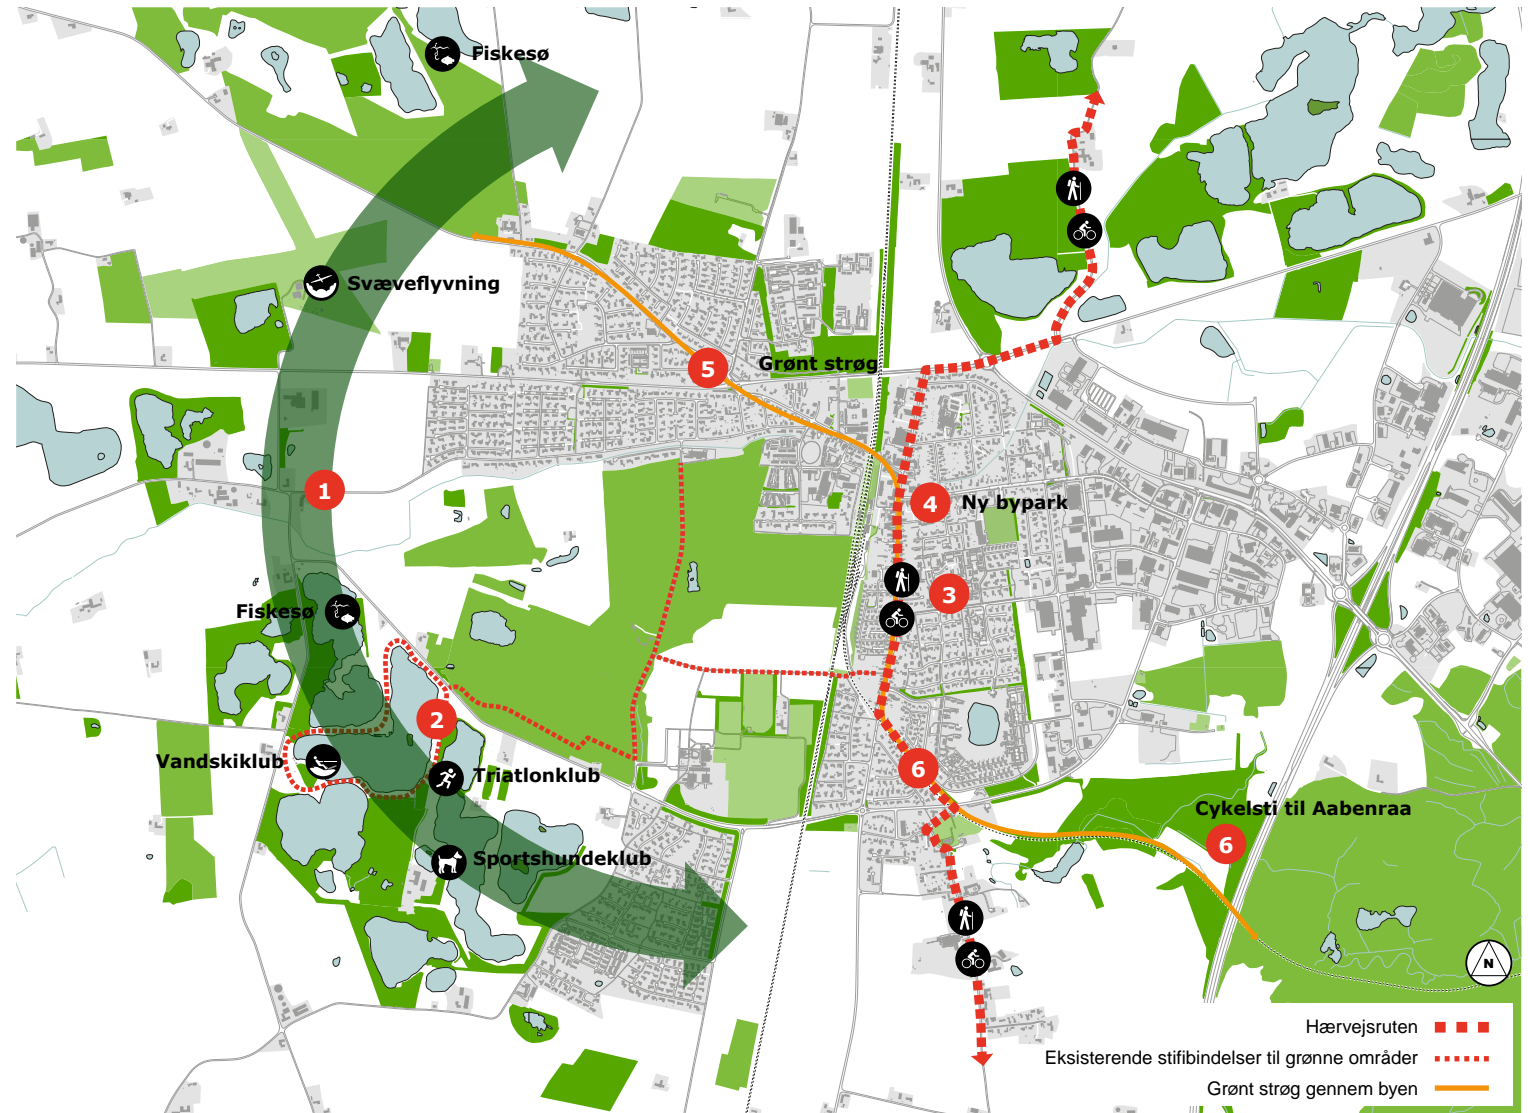 Fiskesø
Svæveflyvning
5
Grønt strøg
1
4
Ny bypark
3
Fiskesø
2
Vandskiklub
Triatlonklub
6
Cykelsti til Aabenraa
6
Sportshundeklub
N
Hærvejsruten
Eksisterende stifibindelser til grønne områder
Grønt strøg gennem byen